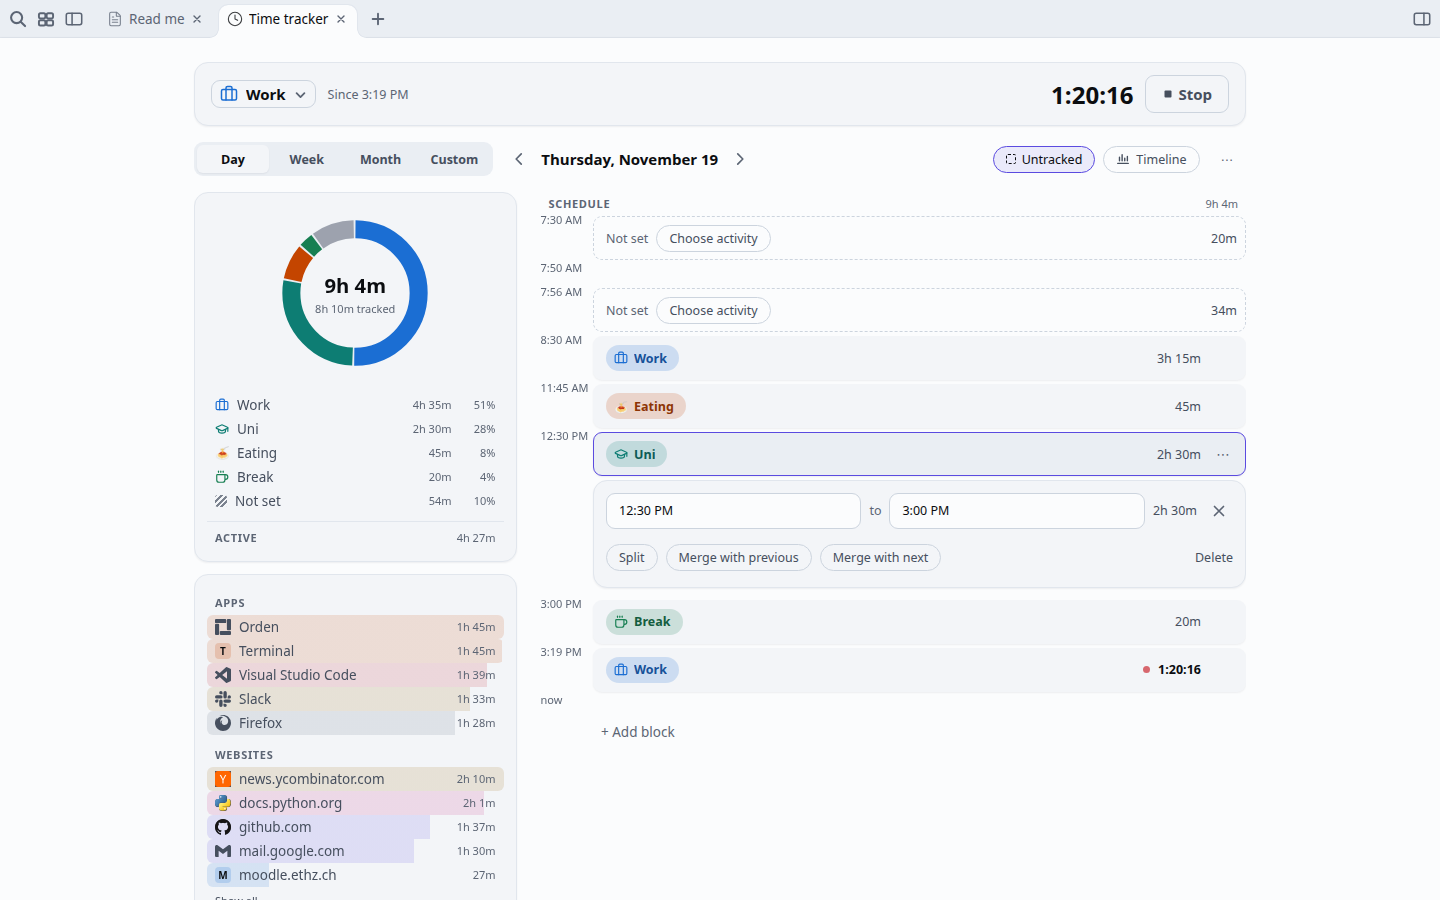 Read me
Time tracker
Work
Since 3:19 PM
1:20:16
Stop
Day
Week
Month
Custom
Thursday, November 19
Untracked
Timeline
9h 4m
8h 10m tracked
Work 4h 35m 51%
Uni 2h 30m 28%
Eating 45m 8%
Break 20m 4%
Not set 54m 10%
ACTIVE 4h 27m
APPS
Orden 1h 45m
T Terminal 1h 45m
Visual Studio Code 1h 39m
Slack 1h 33m
Firefox 1h 28m
WEBSITES
Y news.ycombinator.com 2h 10m
docs.python.org 2h 1m
github.com 1h 37m
mail.google.com 1h 30m
M moodle.ethz.ch 27m
SCHEDULE 9h 4m
7:30 AM
Not set Choose activity 20m
7:50 AM
7:56 AM
Not set Choose activity 34m
8:30 AM
Work 3h 15m
11:45 AM
Eating 45m
12:30 PM
Uni 2h 30m ...
12:30 PM to 3:00 PM 2h 30m
Split Merge with previous Merge with next Delete
3:00 PM
Break 20m
3:19 PM
Work 1:20:16
now
+ Add block